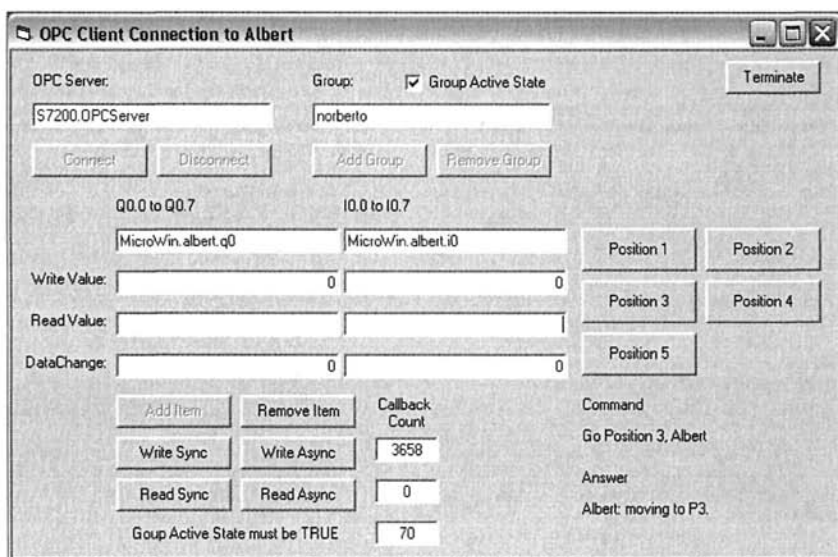 OPC Client Connection to Albert
OPC Server: Group: Group Active State Terminate
S7200.OPCServer norberto
Connect Disconnect Add Group Remove Group
Q0.0 to Q0.7 I0.0 to I0.7
MicroWin.albert.q0 MicroWin.albert.i0 Position 1 Position 2
Write Value: 0 0
Position 3 Position 4
Read Value:
Position 5
DataChange: 0 0
Add Item Remove Item Callback Count Command
Write Sync Write Async 3658 Go Position 3, Albert
Read Sync Read Async 0 Answer
Albert: moving to P3.
Goup Active State must be TRUE 70